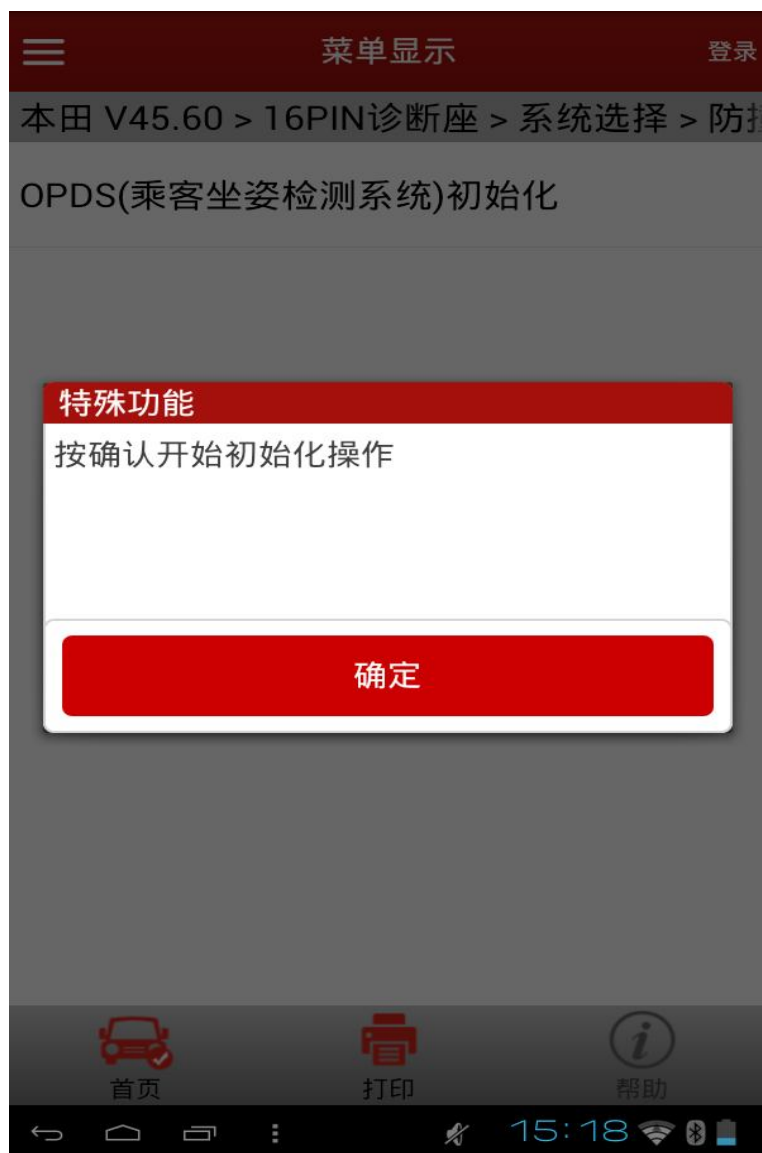 菜单显示
登录
本田 V45.60 > 16PIN诊断座 > 系统选择 > 防
OPDS(乘客坐姿检测系统)初始化
特殊功能
按确认开始初始化操作
确定
首页
打印
帮助
15:18